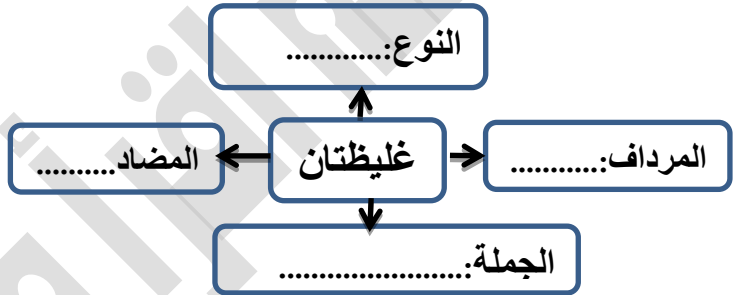 النوع:............
المرداف:...........
غليظتان
المضاد..........
الجملة:.......................